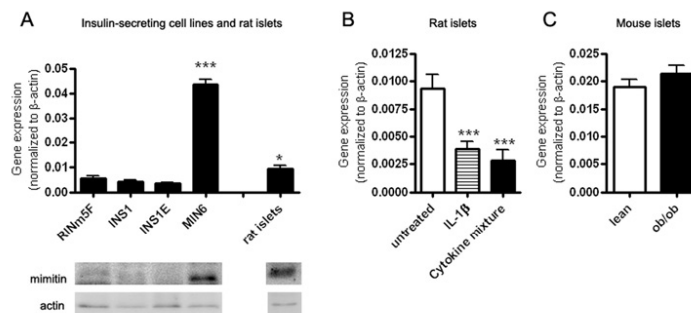 A
Insulin-secreting cell lines and rat islets
Gene expression
(normalized to β-actin)
0.05
0.04
0.03
0.02
0.01
0.00
***
*
RINm5F
INS1
INS1E
MIN6
rat islets
mimitin
actin
B
Rat islets
Gene expression
(normalized to β-actin)
0.0125
0.0100
0.0075
0.0050
0.0025
0.0000
***
***
untreated
IL-1β
Cytokine mixture
C
Mouse islets
Gene expression
(normalized to β-actin)
0.025
0.020
0.015
0.010
0.005
0.000
lean
ob/ob